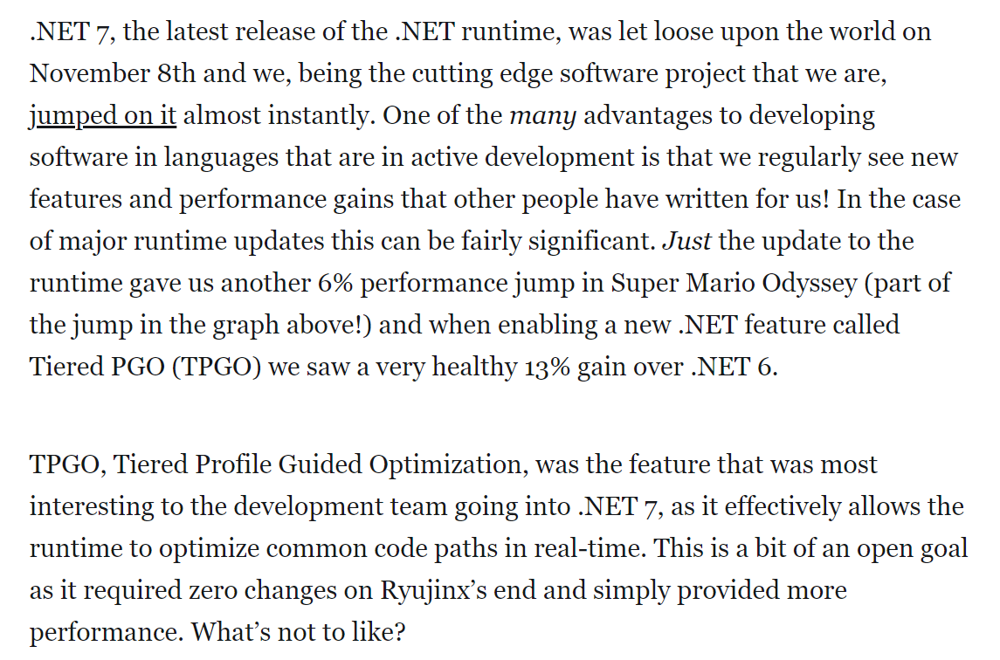 .NET 7, the latest release of the .NET runtime, was let loose upon the world on
November 8th and we, being the cutting edge software project that we are,
jumped on it almost instantly. One of the many advantages to developing
software in languages that are in active development is that we regularly see new
features and performance gains that other people have written for us! In the case
of major runtime updates this can be fairly significant. Just the update to the
runtime gave us another 6% performance jump in Super Mario Odyssey (part of
the jump in the graph above!) and when enabling a new .NET feature called
Tiered PGO (TPGO) we saw a very healthy 13% gain over .NET 6.
TPGO, Tiered Profile Guided Optimization, was the feature that was most
interesting to the development team going into .NET 7, as it effectively allows the
runtime to optimize common code paths in real-time. This is a bit of an open goal
as it required zero changes on Ryujinx’s end and simply provided more
performance. What’s not to like?